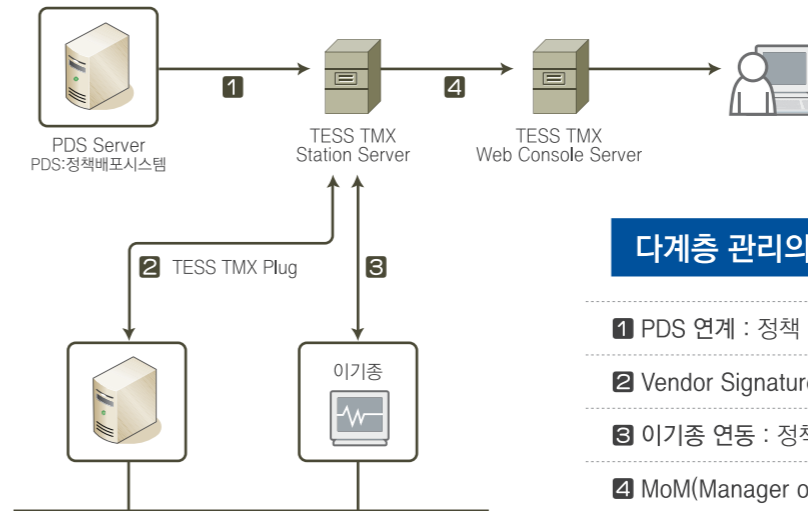 1
4
PDS Server
PDS:정책배포시스템
TESS TMX
Station Server
TESS TMX
Web Console Server
2 TESS TMX Plug
3
이기종
다계층 관리의
1 PDS 연계 : 정책
2 Vendor Signature
3 이기종 연동 : 정책
4 MoM(Manager o